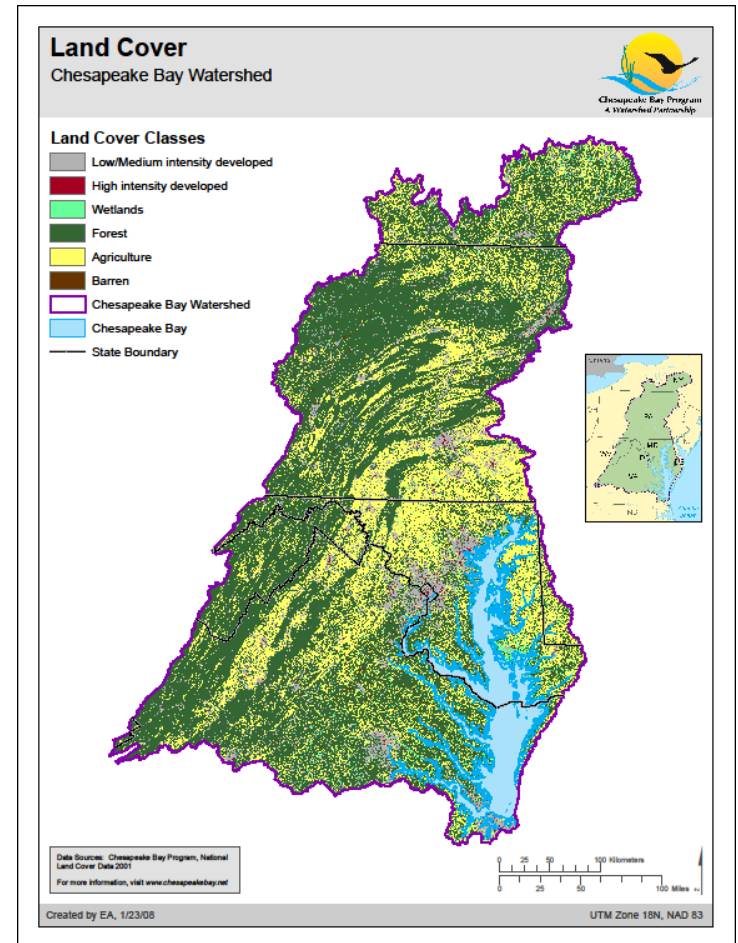 Land Cover
Chesapeake Bay Watershed
Chesapeake Bay Program
A Watershed Partnership
Land Cover Classes
Low/Medium intensity developed
High intensity developed
Wetlands
Forest
Agriculture
Barren
Chesapeake Bay Watershed
Chesapeake Bay
State Boundary
NY
PA
MD
WV
DC
DE
VA
NC
Data Sources: Chesapeake Bay Program, National
Land Cover Data 2001
For more information, visit www.chesapeakebay.net
0 25 50 100 Kilometers
0 25 50 100 Miles
Created by EA, 1/23/08
UTM Zone 18N, NAD 83